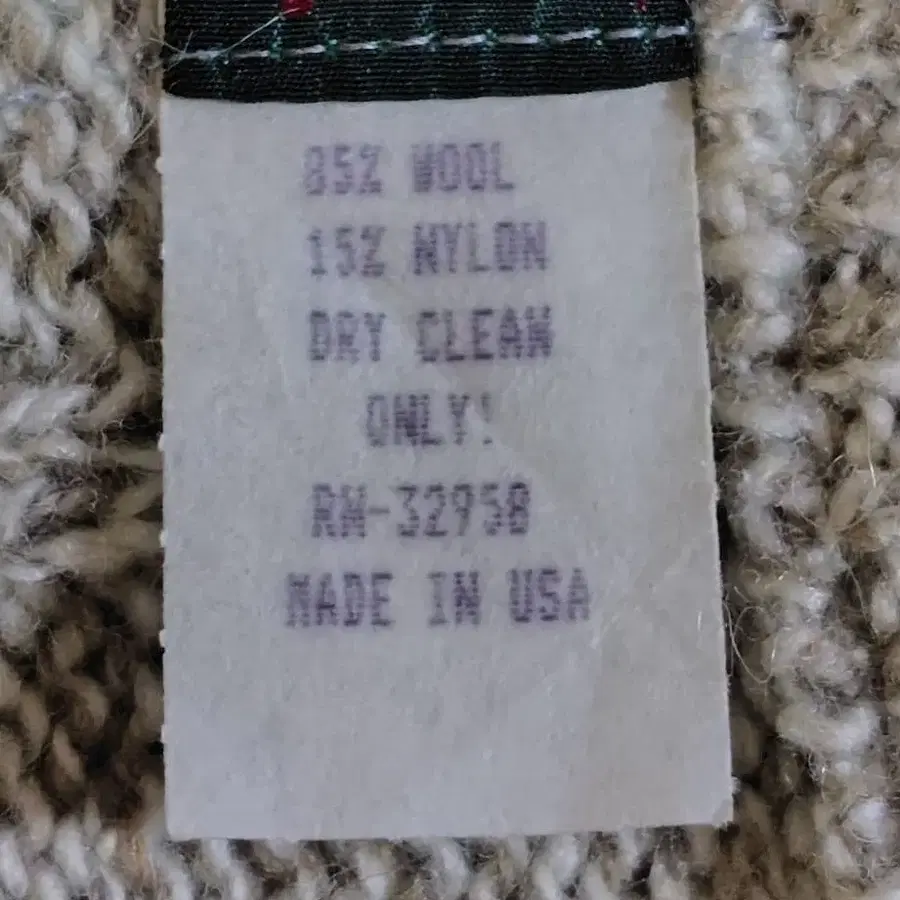 85% WOOL
15% NYLON
DRY CLEAN
ONLY!
RN-32958
MADE IN USA